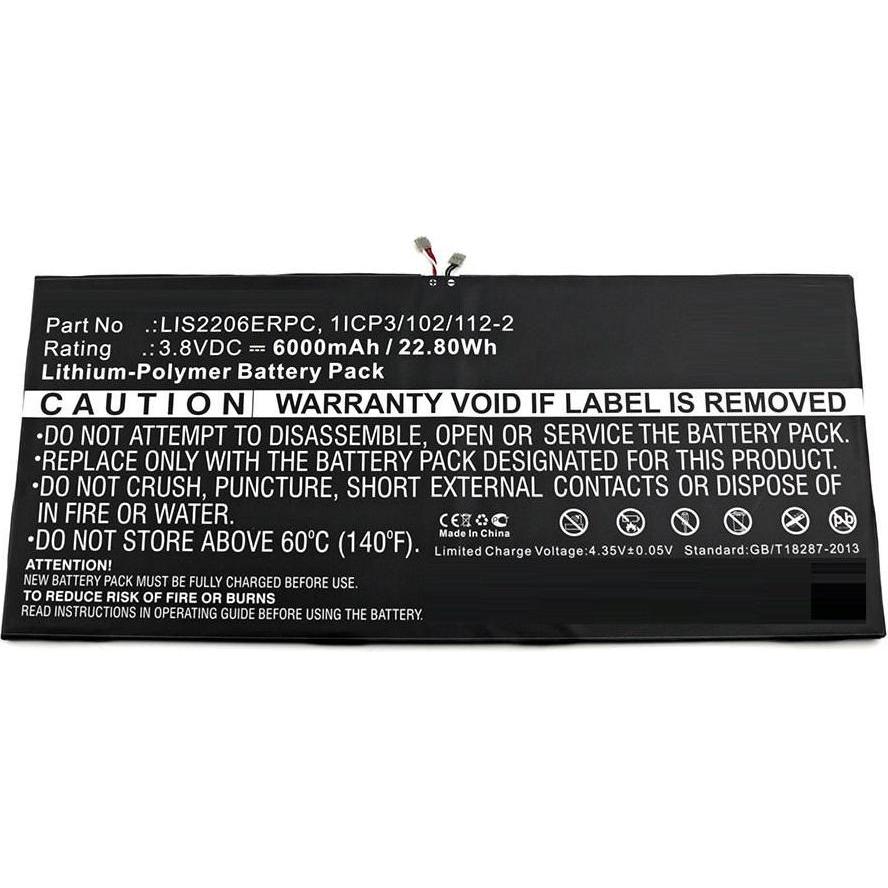 Part No .:LIS2206ERPC, 1ICP3/102/112-2
Rating .:3.8VDC ⎓ 6000mAh / 22.80Wh
Lithium-Polymer Battery Pack
CAUTION WARRANTY VOID IF LABEL IS REMOVED
•DO NOT ATTEMPT TO DISASSEMBLE, OPEN OR SERVICE THE BATTERY PACK.
•REPLACE ONLY WITH THE BATTERY PACK DESIGNATED FOR THIS PRODUCT.
•DO NOT CRUSH, PUNCTURE, SHORT EXTERNAL CONTACTS OR DISPOSE OF
IN FIRE OR WATER.
•DO NOT STORE ABOVE 60°C (140°F).
CE
Pb
Made In China
Limited Charge Voltage:4.35V±0.05V Standard:GB/T18287-2013
ATTENTION!
NEW BATTERY PACK MUST BE FULLY CHARGED BEFORE USE.
TO REDUCE RISK OF FIRE OR BURNS
READ INSTRUCTIONS IN OPERATING GUIDE BEFORE USING THE BATTERY.